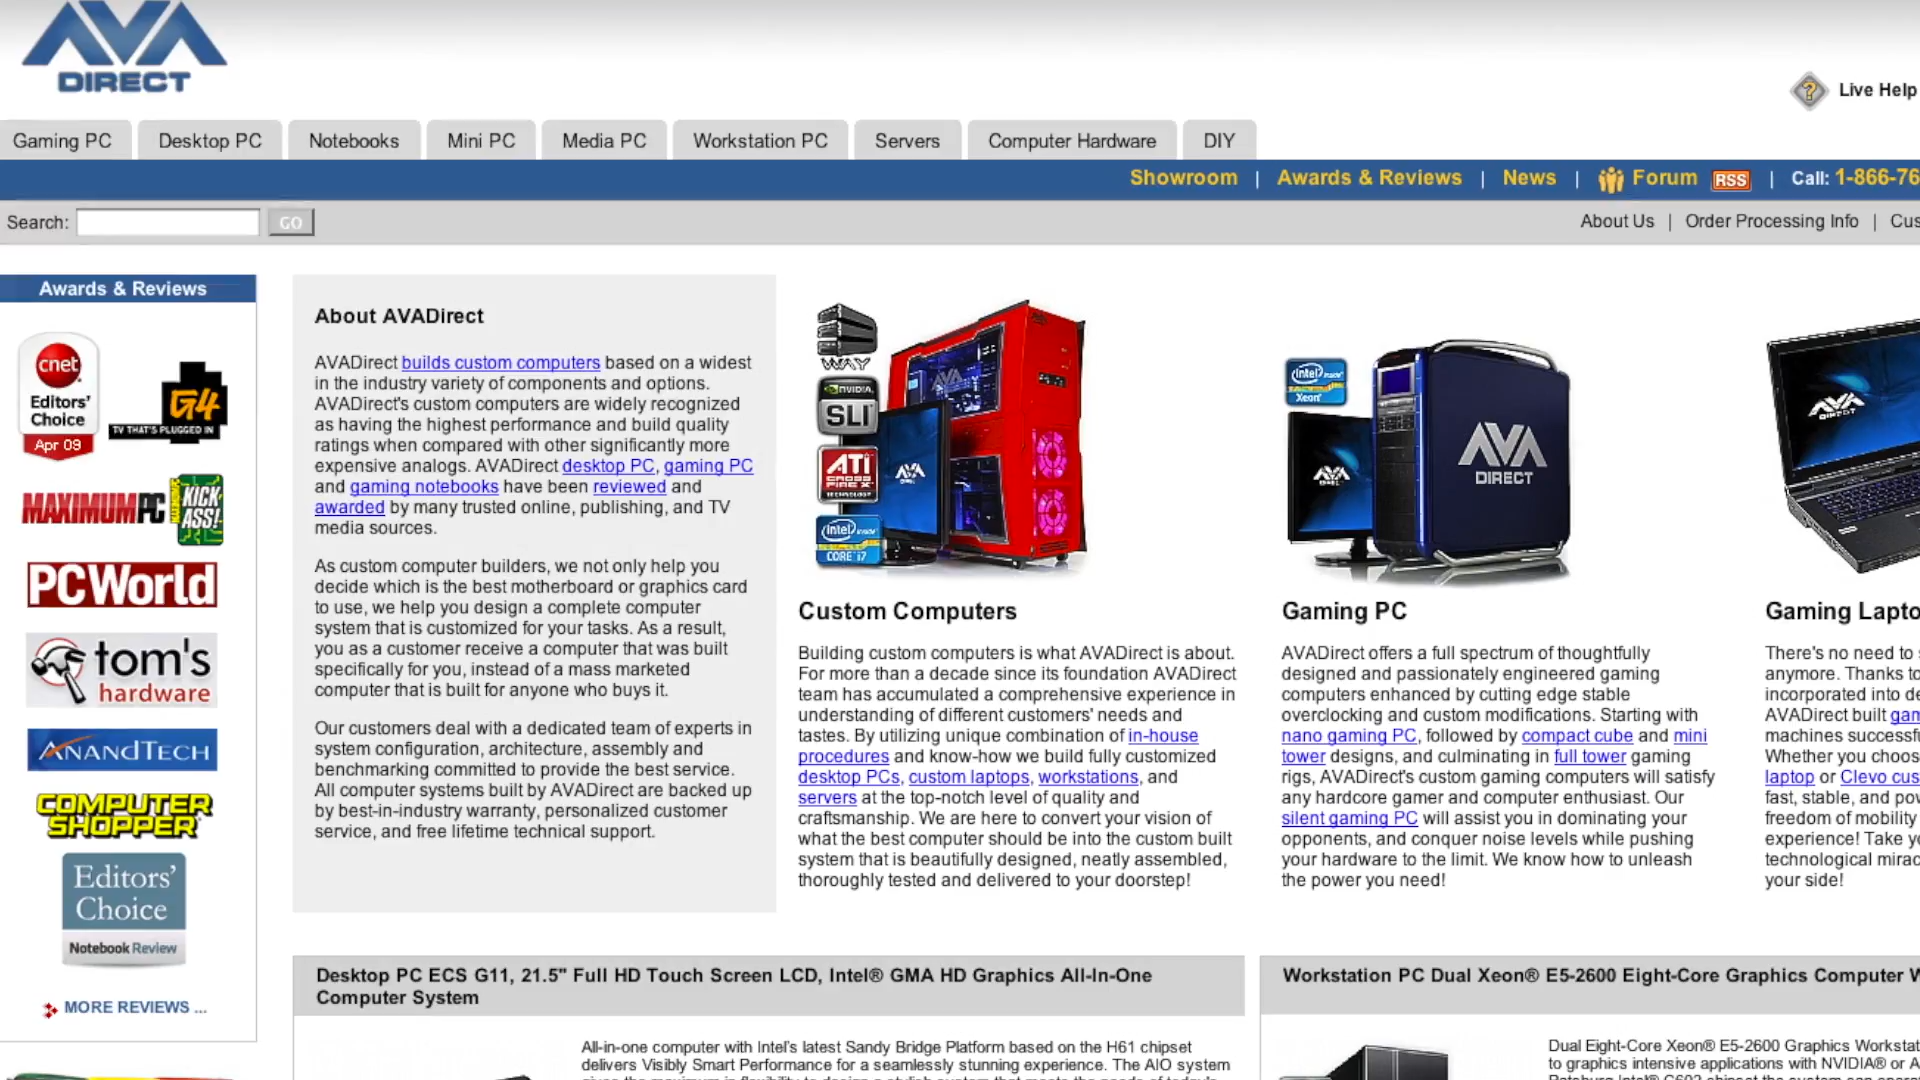 AVA
DIRECT
Live Help
Gaming PC
Desktop PC
Notebooks
Mini PC
Media PC
Workstation PC
Servers
Computer Hardware
DIY
Showroom | Awards & Reviews | News | Forum RSS | Call: 1-866-76
Search:
GO
About Us | Order Processing Info | Cus
Awards & Reviews
cnet
Editors'
Choice
Apr 09
G4
TV THAT'S PLUGGED IN
MAXIMUMPC
MAXIMUMPC
KICK
ASS!
PCWorld
tom's
hardware
ANANDTECH
COMPUTER
SHOPPER
Editors'
Choice
Notebook Review
MORE REVIEWS ...
About AVADirect
AVADirect builds custom computers based on a widest
in the industry variety of components and options.
AVADirect's custom computers are widely recognized
as having the highest performance and build quality
ratings when compared with other significantly more
expensive analogs. AVADirect desktop PC, gaming PC
and gaming notebooks have been reviewed and
awarded by many trusted online, publishing, and TV
media sources.
As custom computer builders, we not only help you
decide which is the best motherboard or graphics card
to use, we help you design a complete computer
system that is customized for your tasks. As a result,
you as a customer receive a computer that was built
specifically for you, instead of a mass marketed
computer that is built for anyone who buys it.
Our customers deal with a dedicated team of experts in
system configuration, architecture, assembly and
benchmarking committed to provide the best service.
All computer systems built by AVADirect are backed up
by best-in-industry warranty, personalized customer
service, and free lifetime technical support.
WAY
NVIDIA
SLI
ATI
CROSS
FIRE X
TECHNOLOGY
intel inside
CORE i7
AVA
AVA
DIRECT
Custom Computers
Building custom computers is what AVADirect is about.
For more than a decade since its foundation AVADirect
team has accumulated a comprehensive experience in
understanding of different customers' needs and
tastes. By utilizing unique combination of in-house
procedures and know-how we build fully customized
desktop PCs, custom laptops, workstations, and
servers at the top-notch level of quality and
craftsmanship. We are here to convert your vision of
what the best computer should be into the custom built
system that is beautifully designed, neatly assembled,
thoroughly tested and delivered to your doorstep!
intel inside
Xeon
AVA
DIRECT
AVA
DIRECT
Gaming PC
AVADirect offers a full spectrum of thoughtfully
designed and passionately engineered gaming
computers enhanced by cutting edge stable
overclocking and custom modifications. Starting with
nano gaming PC, followed by compact cube and mini
tower designs, and culminating in full tower gaming
rigs, AVADirect's custom gaming computers will satisfy
any hardcore gamer and computer enthusiast. Our
silent gaming PC will assist you in dominating your
opponents, and conquer noise levels while pushing
your hardware to the limit. We know how to unleash
the power you need!
AVA
DIRECT
Gaming Lapto
There's no need to s
anymore. Thanks to
incorporated into de
AVADirect built gam
machines successfu
Whether you choos
laptop or Clevo cus
fast, stable, and pov
freedom of mobility
experience! Take yo
technological mirac
your side!
Desktop PC ECS G11, 21.5" Full HD Touch Screen LCD, Intel® GMA HD Graphics All-In-One
Computer System
All-in-one computer with Intel's latest Sandy Bridge Platform based on the H61 chipset
delivers Visibly Smart Performance for a seamlessly stunning experience. The AIO system
Workstation PC Dual Xeon® E5-2600 Eight-Core Graphics Computer W
Dual Eight-Core Xeon® E5-2600 Graphics Workstat
to graphics intensive applications with NVIDIA® or A